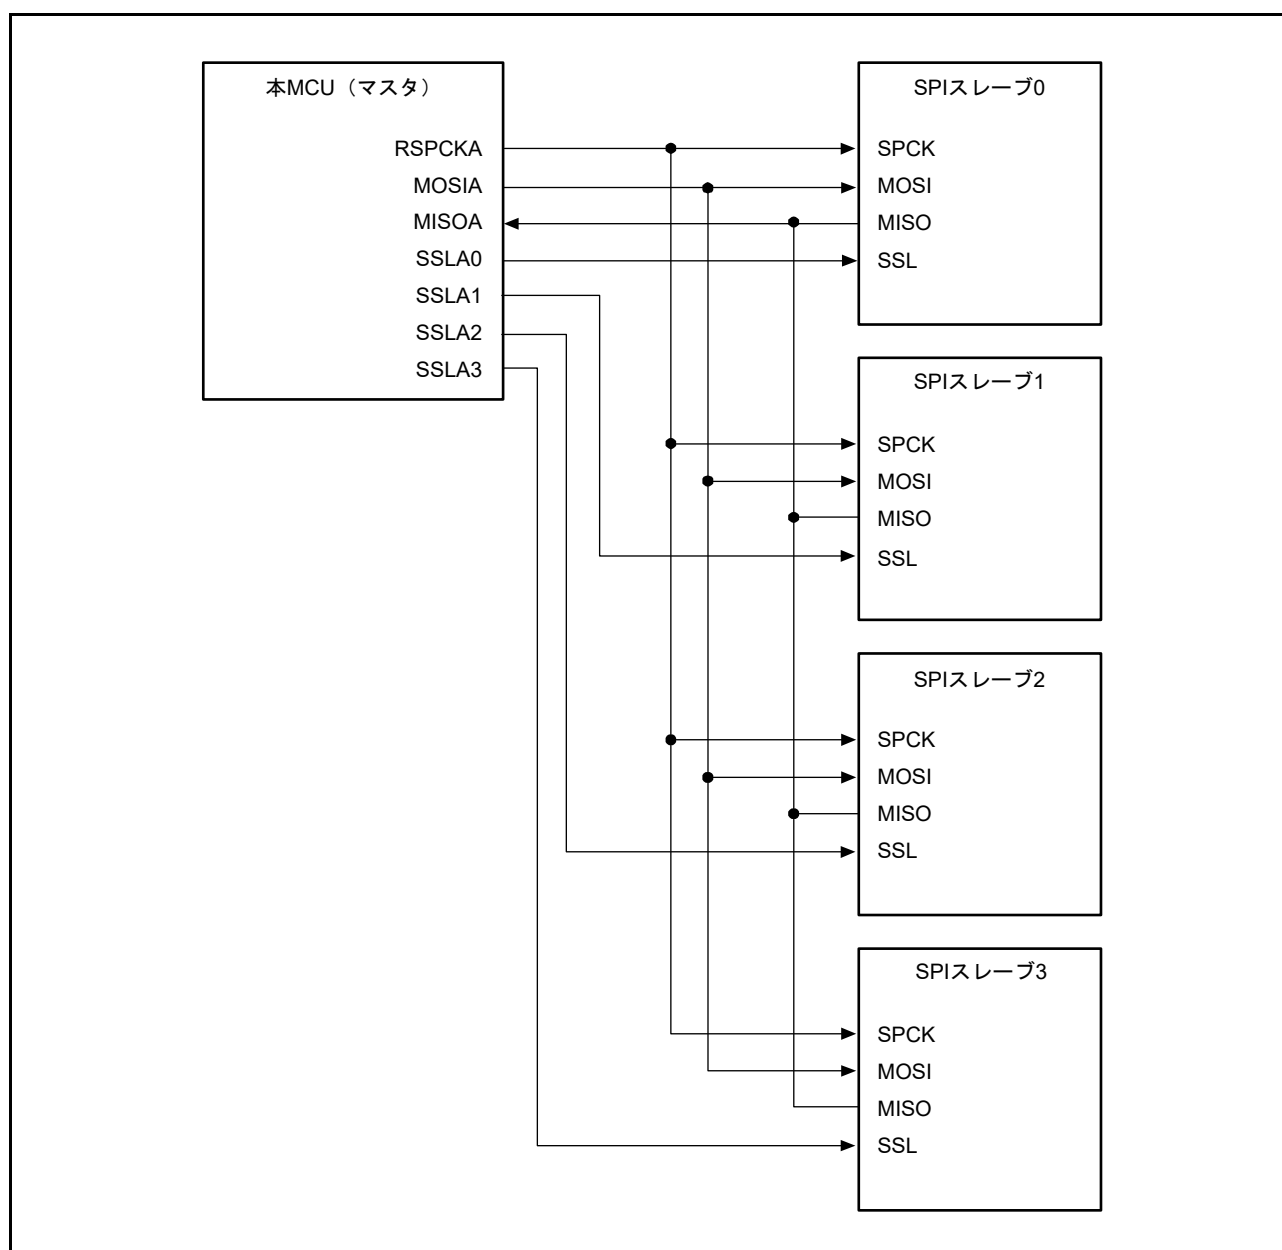 本MCU（マスタ）
RSPCKA
MOSIA
MISOA
SSLA0
SSLA1
SSLA2
SSLA3
SPIスレーブ0
SPCK
MOSI
MISO
SSL
SPIスレーブ1
SPCK
MOSI
MISO
SSL
SPIスレーブ2
SPCK
MOSI
MISO
SSL
SPIスレーブ3
SPCK
MOSI
MISO
SSL